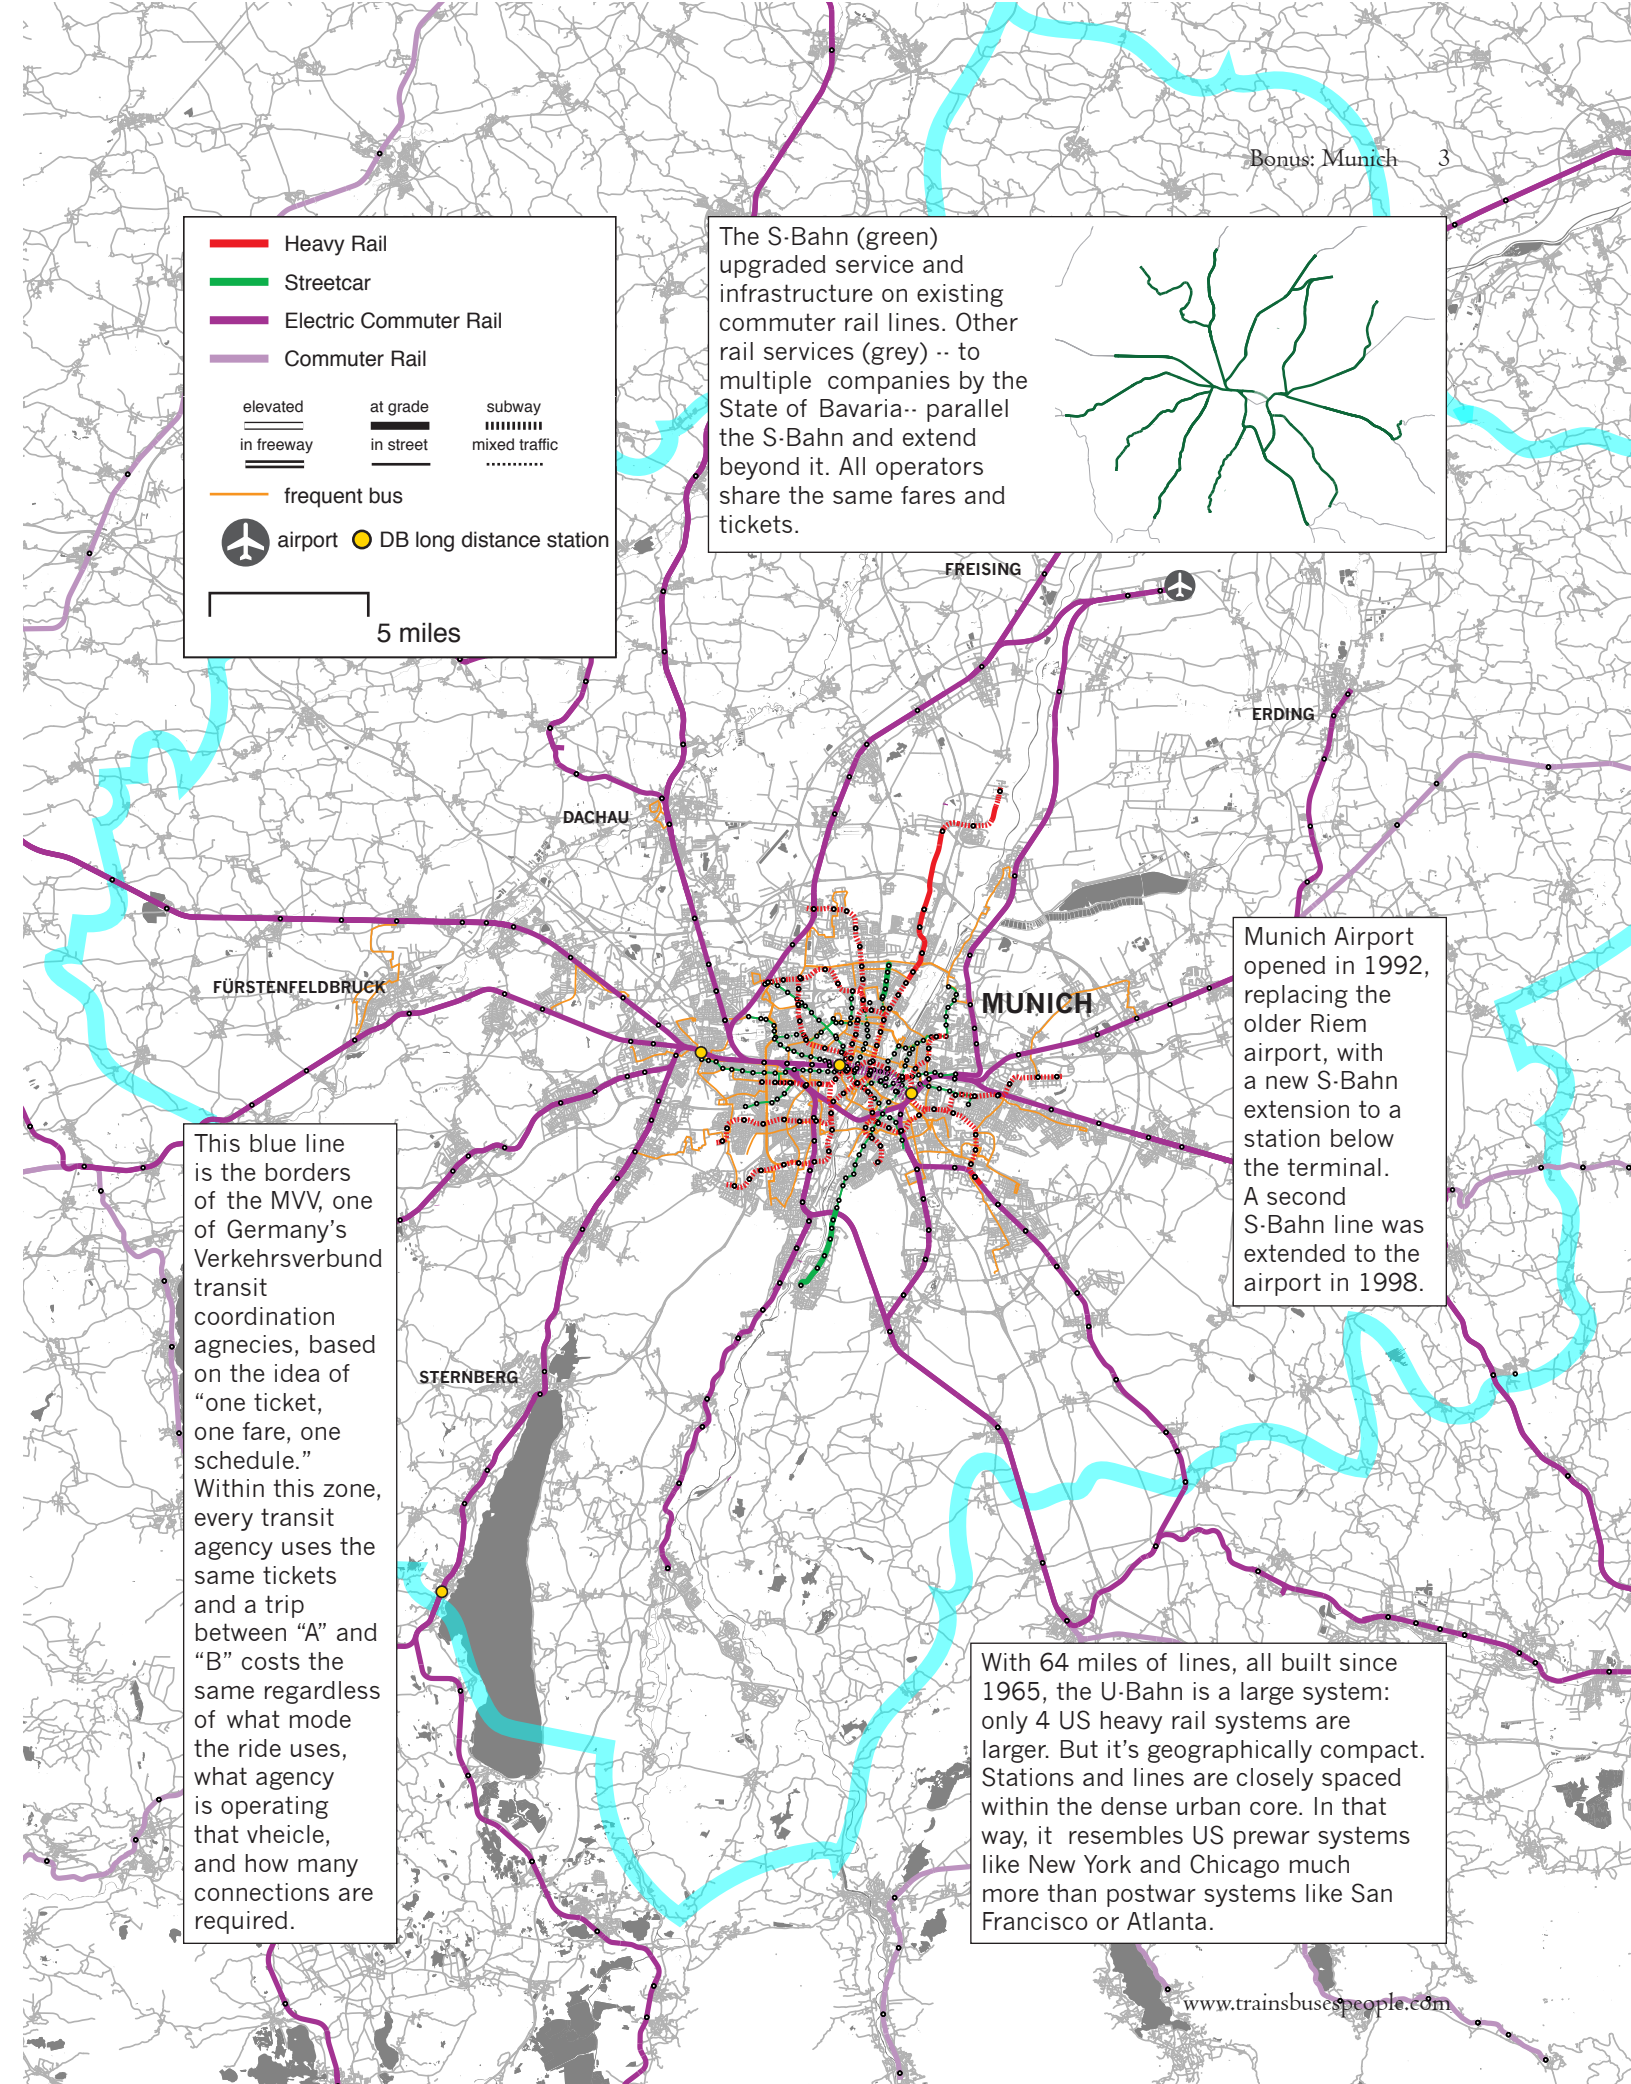 Bonus: Munich 3
Heavy Rail
Streetcar
Electric Commuter Rail
Commuter Rail
elevated at grade subway
in freeway in street mixed traffic
frequent bus
airport DB long distance station
5 miles
The S-Bahn (green)
upgraded service and
infrastructure on existing
commuter rail lines. Other
rail services (grey) -- to
multiple companies by the
State of Bavaria-- parallel
the S-Bahn and extend
beyond it. All operators
share the same fares and
tickets.
FREISING
ERDING
DACHAU
FÜRSTENFELDBRUCK
MUNICH
Munich Airport
opened in 1992,
replacing the
older Riem
airport, with
a new S-Bahn
extension to a
station below
the terminal.
A second
S-Bahn line was
extended to the
airport in 1998.
This blue line
is the borders
of the MVV, one
of Germany's
Verkehrsverbund
transit
coordination
agnecies, based
on the idea of
“one ticket,
one fare, one
schedule.”
Within this zone,
every transit
agency uses the
same tickets
and a trip
between “A” and
“B” costs the
same regardless
of what mode
the ride uses,
what agency
is operating
that vheicle,
and how many
connections are
required.
STERNBERG
With 64 miles of lines, all built since
1965, the U-Bahn is a large system:
only 4 US heavy rail systems are
larger. But it's geographically compact.
Stations and lines are closely spaced
within the dense urban core. In that
way, it resembles US prewar systems
like New York and Chicago much
more than postwar systems like San
Francisco or Atlanta.
www.trainsbusespeople.com